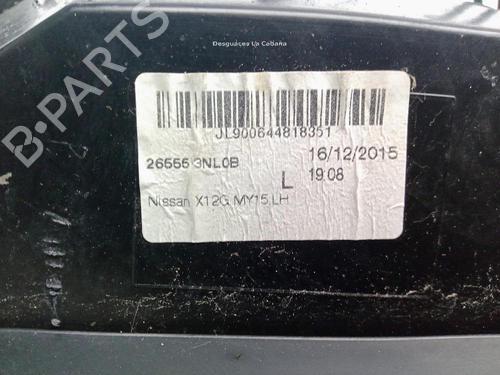 Desguaces La Cabaña
B-PARTS
JL900644818351
26555 3NL0B
16/12/2015
L
19:08
Nissan X12G MY15 LH